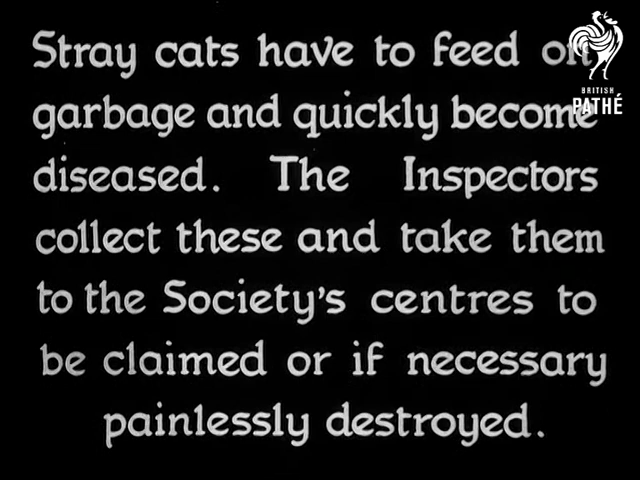 Stray cats have to feed on
garbage and quickly become
diseased. The Inspectors
collect these and take them
to the Society's centres to
be claimed or if necessary
painlessly destroyed.
BRITISH
PATHÉ